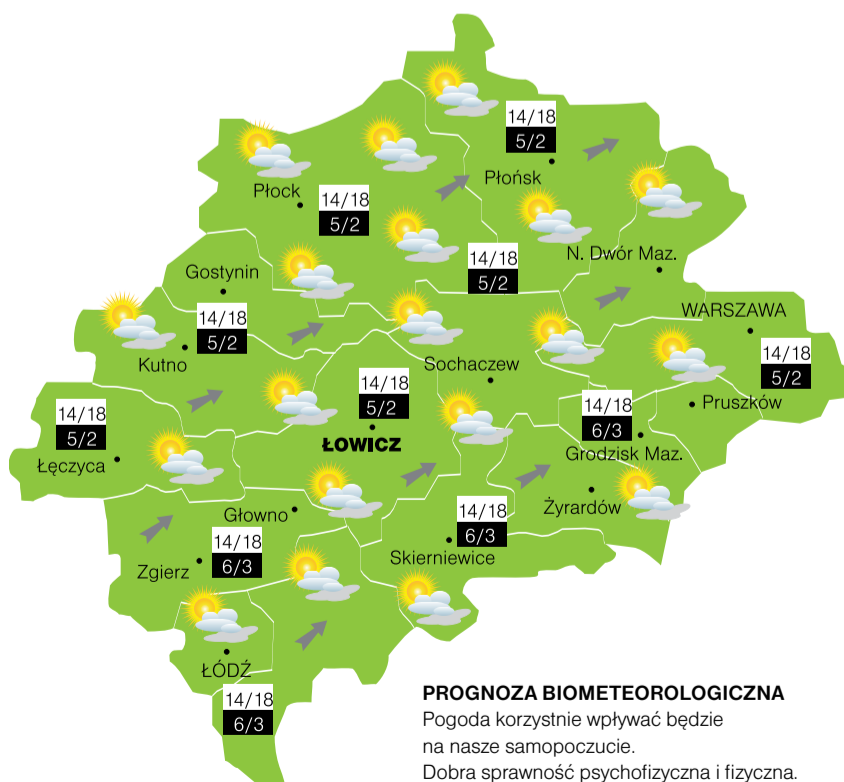 14/18
5/2
Płońsk
Płock
14/18
5/2
14/18
5/2
N. Dwór Maz.
Gostynin
14/18
5/2
Kutno
WARSZAWA
14/18
5/2
Sochaczew
14/18
5/2
ŁOWICZ
Pruszków
14/18
6/3
Grodzisk Maz.
14/18
5/2
Łęczyca
Głowno
Żyrardów
14/18
6/3
Skierniewice
14/18
6/3
Zgierz
ŁÓDŹ
14/18
6/3
PROGNOZA BIOMETEOROLOGICZNA
Pogoda korzystnie wpływać będzie
na nasze samopoczucie.
Dobra sprawność psychofizyczna i fizyczna.